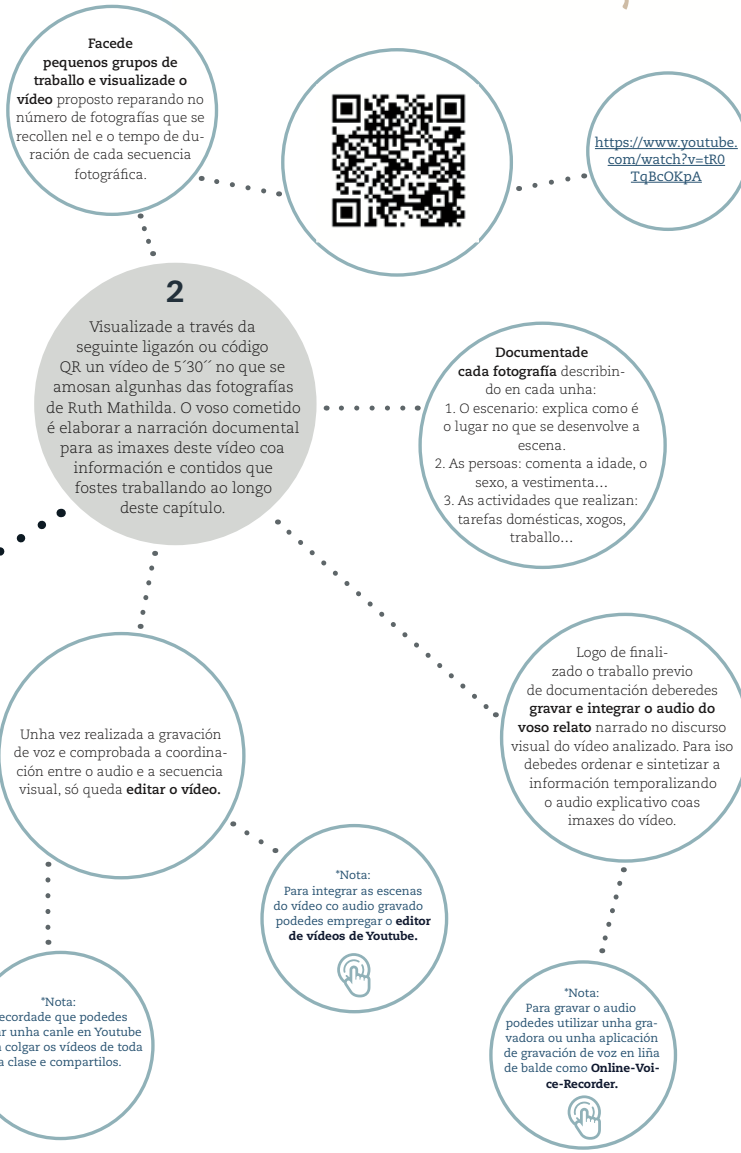 Facede
pequenos grupos de
traballo e visualizade o
vídeo proposto reparando no
número de fotografías que se
recollen nel e o tempo de du-
ración de cada secuencia
fotográfica.
https://www.youtube.
com/watch?v=tR0
TqBcOKpA
2
Visualizade a través da
seguinte ligazón ou código
QR un vídeo de 5´30´´ no que se
amosan algunhas das fotografías
de Ruth Mathilda. O voso cometido
é elaborar a narración documental
para as imaxes deste vídeo coa
información e contidos que
fostes traballando ao longo
deste capítulo.
Documentade
cada fotografía describin-
do en cada unha:
1. O escenario: explica como é
o lugar no que se desenvolve a
escena.
2. As persoas: comenta a idade, o
sexo, a vestimenta...
3. As actividades que realizan:
tarefas domésticas, xogos,
traballo...
Logo de finali-
zado o traballo previo
de documentación deberedes
gravar e integrar o audio do
voso relato narrado no discurso
visual do vídeo analizado. Para iso
debedes ordenar e sintetizar a
información temporalizando
o audio explicativo coas
imaxes do vídeo.
Unha vez realizada a gravación
de voz e comprobada a coordina-
ción entre o audio e a secuencia
visual, só queda editar o vídeo.
*Nota:
Para integrar as escenas
do vídeo co audio gravado
podedes empregar o editor
de vídeos de Youtube.
*Nota:
ecordade que podedes
ar unha canle en Youtube
colgar os vídeos de toda
a clase e compartilos.
*Nota:
Para gravar o audio
podedes utilizar unha gra-
vadora ou unha aplicación
de gravación de voz en liña
de balde como Online-Voi-
ce-Recorder.